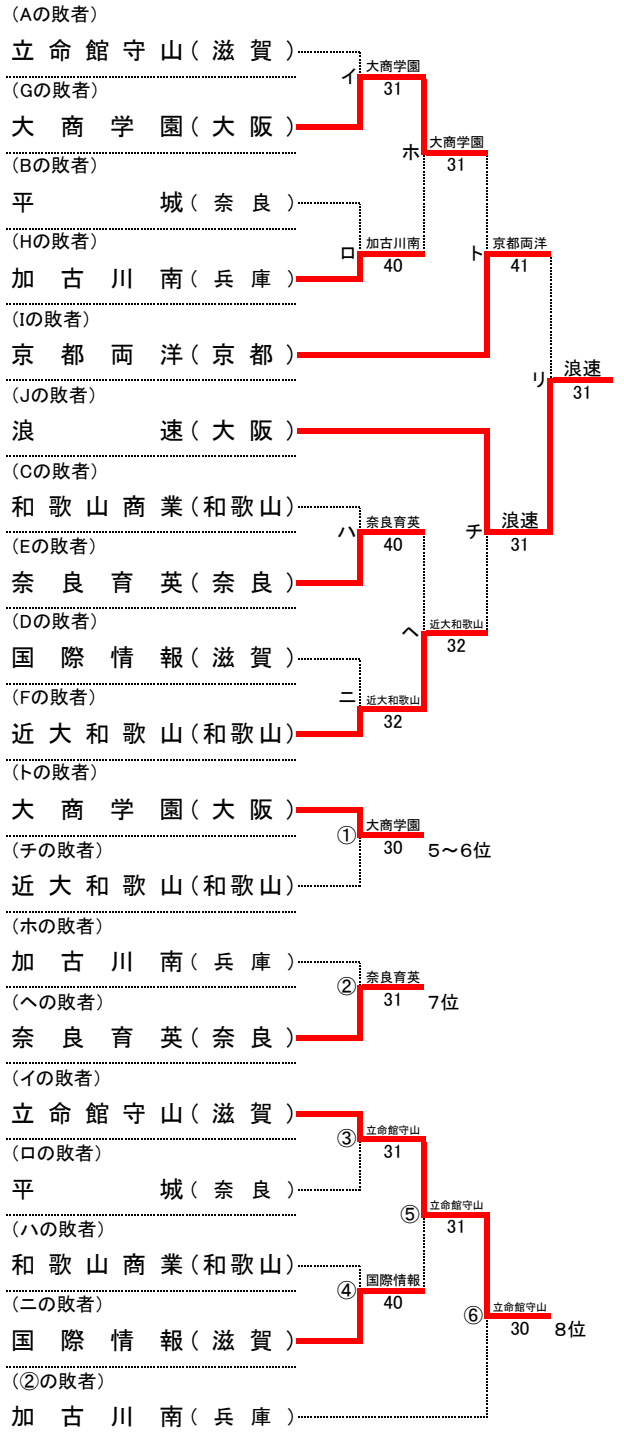 (Aの敗者)
立命館守山(滋賀)
イ 大商学園
31
(Gの敗者)
大商学園(大阪)
ホ 大商学園
31
(Bの敗者)
平城(奈良)
(Hの敗者)
ロ 加古川南
40
加古川南(兵庫)
ト 京都両洋
41
(Iの敗者)
京都両洋(京都)
リ 浪速
31
(Jの敗者)
浪速(大阪)
(Cの敗者)
和歌山商業(和歌山)
ハ 奈良育英
40
チ 浪速
31
(Eの敗者)
奈良育英(奈良)
(Dの敗者)
ヘ 近大和歌山
32
国際情報(滋賀)
(Fの敗者)
ニ 近大和歌山
32
近大和歌山(和歌山)
(トの敗者)
大商学園(大阪)
① 大商学園
30 5～6位
(チの敗者)
近大和歌山(和歌山)
(ホの敗者)
加古川南(兵庫)
② 奈良育英
31 7位
(ヘの敗者)
奈良育英(奈良)
(イの敗者)
立命館守山(滋賀)
③ 立命館守山
31
(ロの敗者)
平城(奈良)
⑤ 立命館守山
31
(ハの敗者)
和歌山商業(和歌山)
④ 国際情報
40
(ニの敗者)
国際情報(滋賀)
⑥ 立命館守山
30 8位
(②の敗者)
加古川南(兵庫)